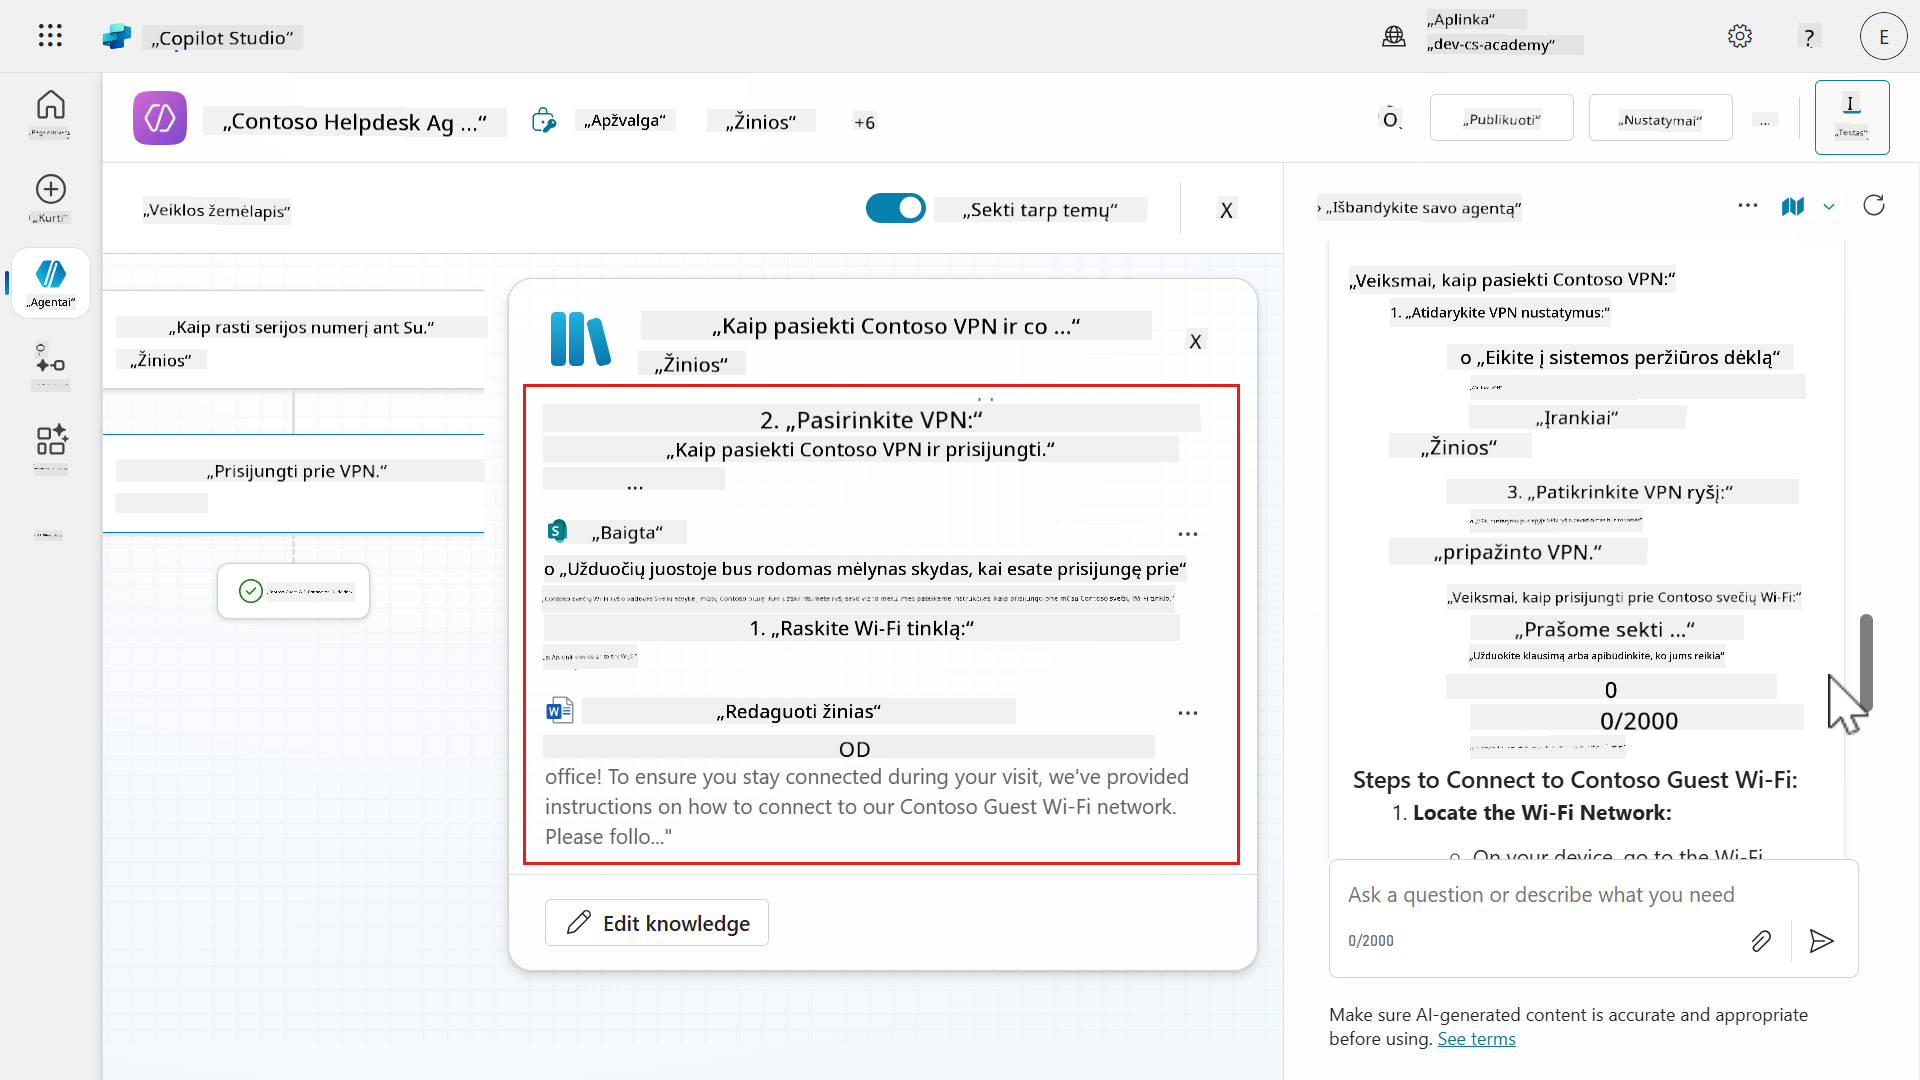 „Copilot Studio“
„Aplinka“
„dev-cs-academy“
?
E
„Contoso Helpdesk Ag ...“
„Apžvalga“
„Žinios“
+6
„Publikuoti“
„Nustatymai“
...
I
„Testas“
„Kurti“
„Agentai“
„Veiklos žemėlapis“
„Sekti tarp temų“
X
„Kaip rasti serijos numerį ant Su.“
„Žinios“
„Prisijungti prie VPN.“
„Kaip pasiekti Contoso VPN ir co ...“
„Žinios“
X
2. „Pasirinkite VPN:“
„Kaip pasiekti Contoso VPN ir prisijungti.“
...
„Baigta“
o „Užduočių juostoje bus rodomas mėlynas skydas, kai esate prisijungę prie“
1. „Raskite Wi-Fi tinklą:“
„Redaguoti žinias“
OD
office! To ensure you stay connected during your visit, we've provided
instructions on how to connect to our Contoso Guest Wi-Fi network.
Please follo..."
Edit knowledge
› „Išbandykite savo agentą“
„Veiksmai, kaip pasiekti Contoso VPN:“
1. „Atidarykite VPN nustatymus:“
o „Eikite į sistemos peržiūros dėklą“
„Įrankiai“
„Žinios“
3. „Patikrinkite VPN ryšį:“
„pripažinto VPN.“
„Veiksmai, kaip prisijungti prie Contoso svečių Wi-Fi:“
„Prašome sekti ...“
„Užduokite klausimą arba apibūdinkite, ko jums reikia“
0
0/2000
Steps to Connect to Contoso Guest Wi-Fi:
1. Locate the Wi-Fi Network:
o On your device, go to the Wi-Fi
Ask a question or describe what you need
0/2000
Make sure AI-generated content is accurate and appropriate
before using. See terms